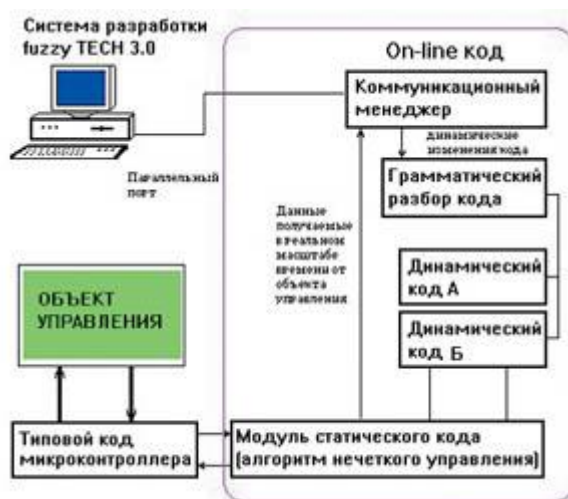 Система разработки
fuzzy TECH 3.0
On-line код
Коммуникационный
менеджер
динамические
изменения кода
Параллельный
порт
Грамматический
разбор кода
Данные
получаемые
в реальном
масштабе
времени от
объекта
управления
Динамический
код А
ОБЪЕКТ
УПРАВЛЕНИЯ
Динамический
код Б
Типовой код
микроконтроллера
Модуль статического кода
(алгоритм нечеткого управления)